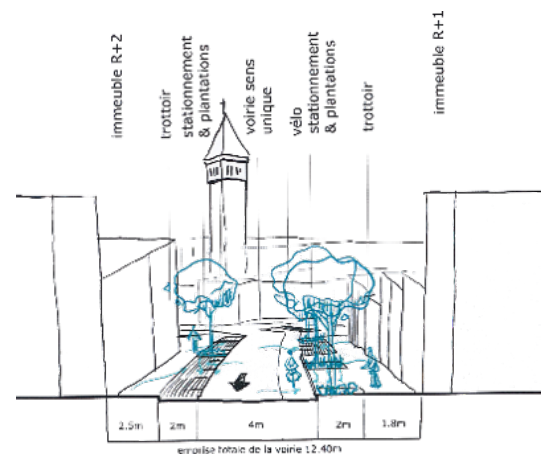 immeuble R+2
trottoir
stationnement
& plantations
voirie sens
unique
vélo
stationnement
& plantations
trottoir
immeuble R+1
2.5m
2m
4m
2m
1.8m
emprise totale de la voirie 12.40m